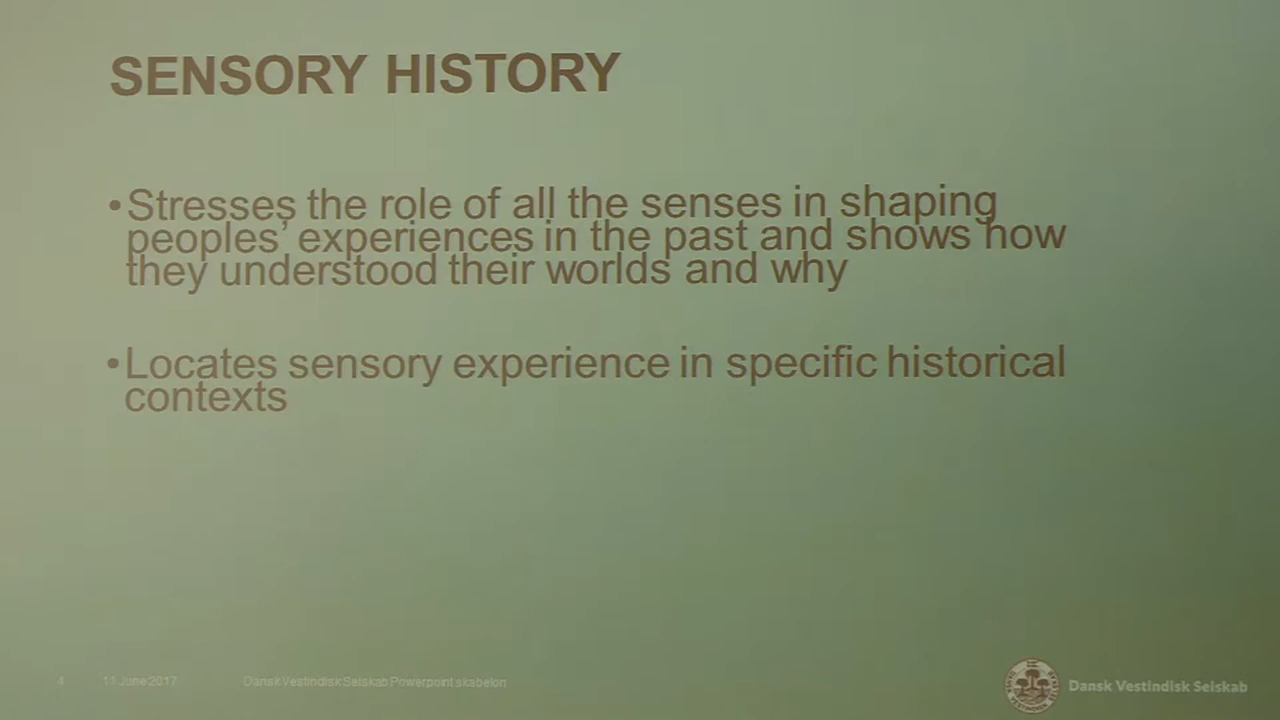 SENSORY HISTORY
•Stresses the role of all the senses in shaping
peoples' experiences in the past and shows how
they understood their worlds and why
•Locates sensory experience in specific historical
contexts
4 11 June 2017 Dansk Vestindisk Selskab Powerpoint skabelon
Dansk Vestindisk Selskab